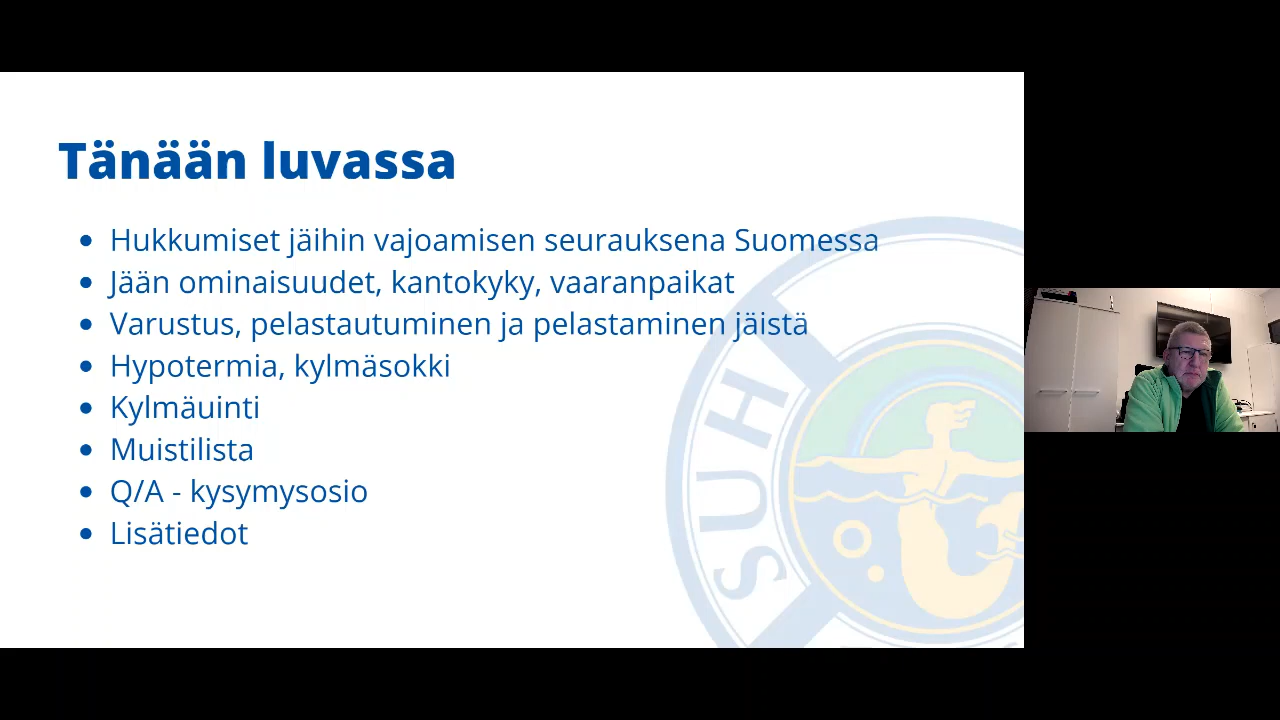 Tänään luvassa
Hukkumiset jäihin vajoamisen seurauksena Suomessa
Jään ominaisuudet, kantokyky, vaaranpaikat
Varustus, pelastautuminen ja pelastaminen jäistä
Hypotermia, kylmäsokki
Kylmäuinti
Muistilista
Q/A - kysymysosio
Lisätiedot
SUH